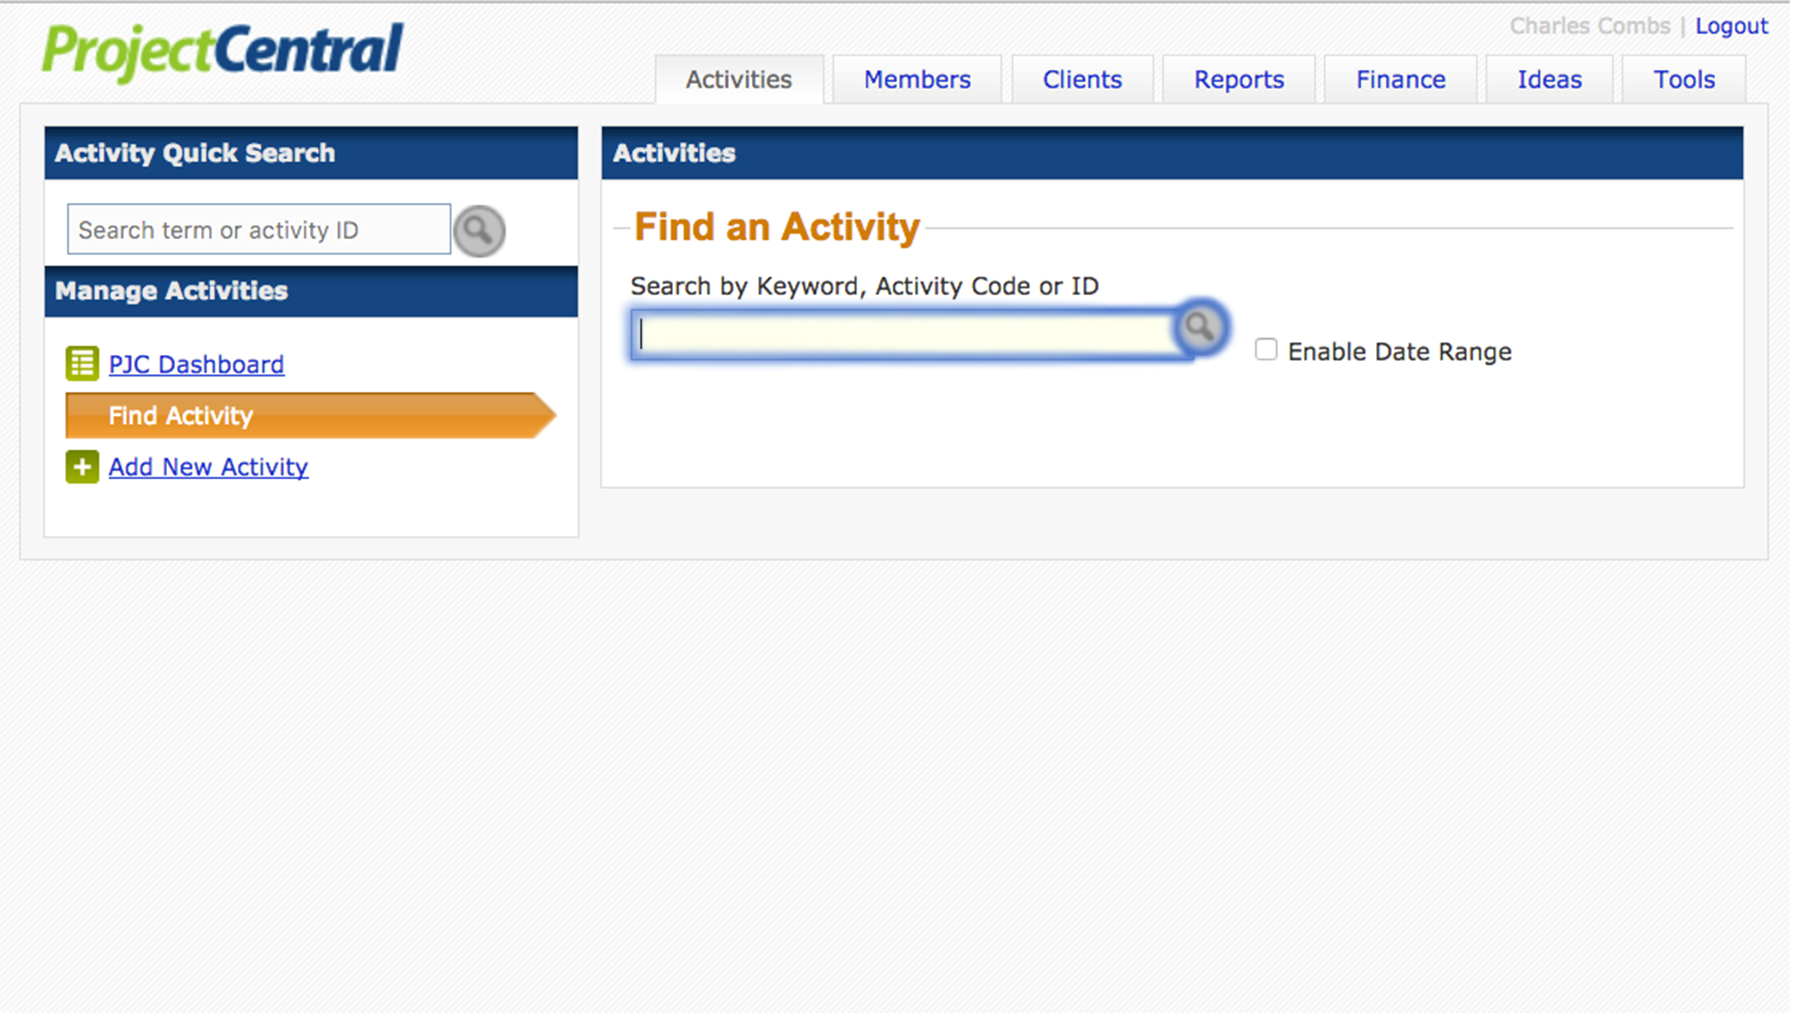 ProjectCentral
Charles Combs | Logout
Activities
Members
Clients
Reports
Finance
Ideas
Tools
Activity Quick Search
Search term or activity ID
Manage Activities
PJC Dashboard
Find Activity
Add New Activity
Activities
Find an Activity
Search by Keyword, Activity Code or ID
Enable Date Range